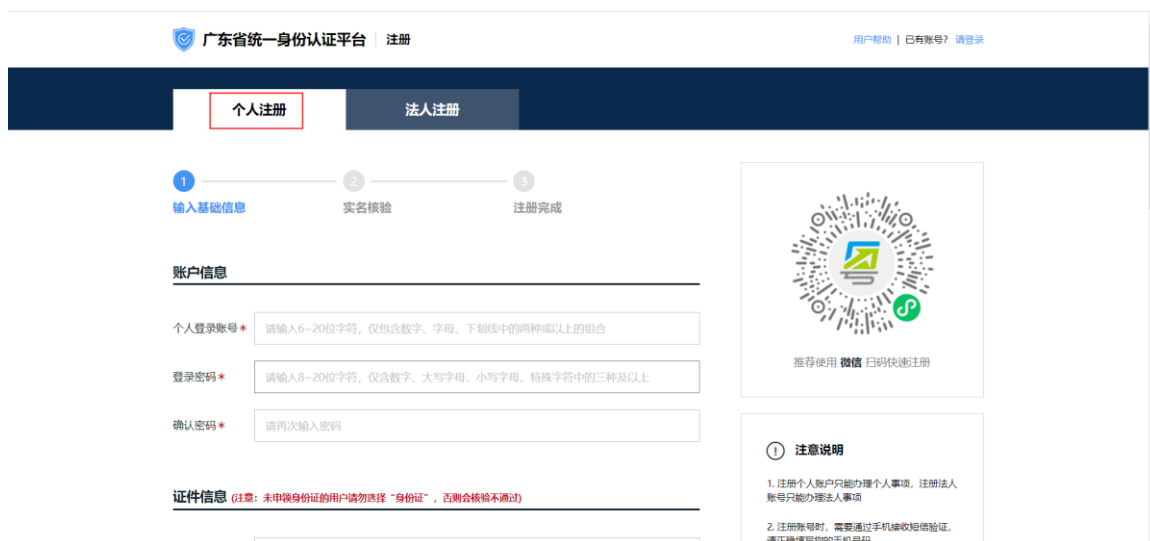 广东省统一身份认证平台 | 注册
用户帮助 | 已有账号? 请登录
个人注册
法人注册
1
2
3
输入基础信息
实名核验
注册完成
账户信息
个人登录账号*
请输入6~20位字符，仅包含数字、字母、下划线中的两种或以上的组合
登录密码*
请输入8~20位字符，仅含数字、大写字母、小写字母、特殊字符中的三种及以上
确认密码*
请再次输入密码
证件信息 (注意：未申领身份证的用户请勿选择“身份证”，否则会核验不通过)
推荐使用 微信 扫码快速注册
注意说明
1. 注册个人账户只能办理个人事项，注册法人
账号只能办理法人事项
2. 注册账号时，需要通过手机接收短信验证，
请正确填写您的手机号码